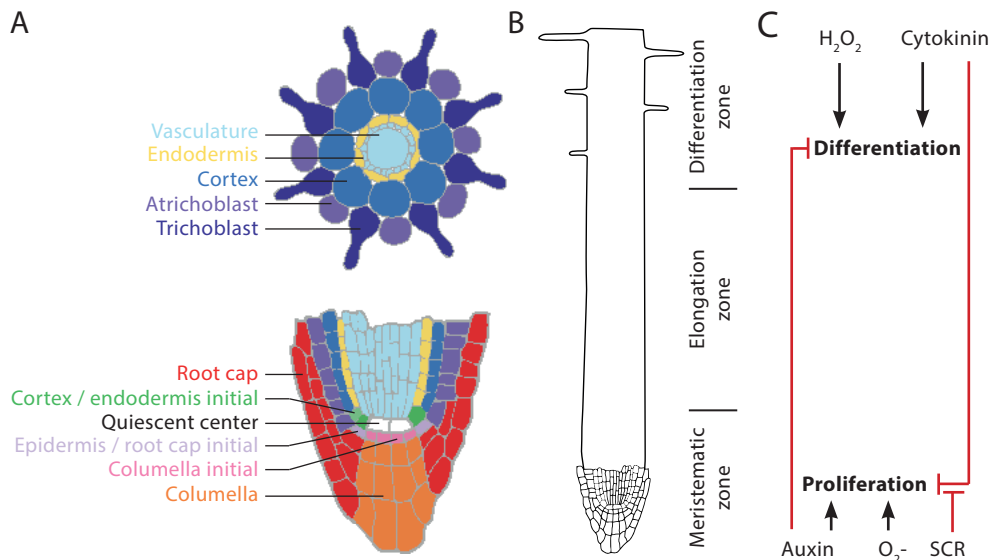 A
Vasculature
Endodermis
Cortex
Atrichoblast
Trichoblast
Root cap
Cortex / endodermis initial
Quiescent center
Epidermis / root cap initial
Columella initial
Columella
B
Differentiation
zone
Elongation
zone
Meristematic
zone
C
H₂O₂ Cytokinin
Differentiation
Proliferation
Auxin O₂- SCR